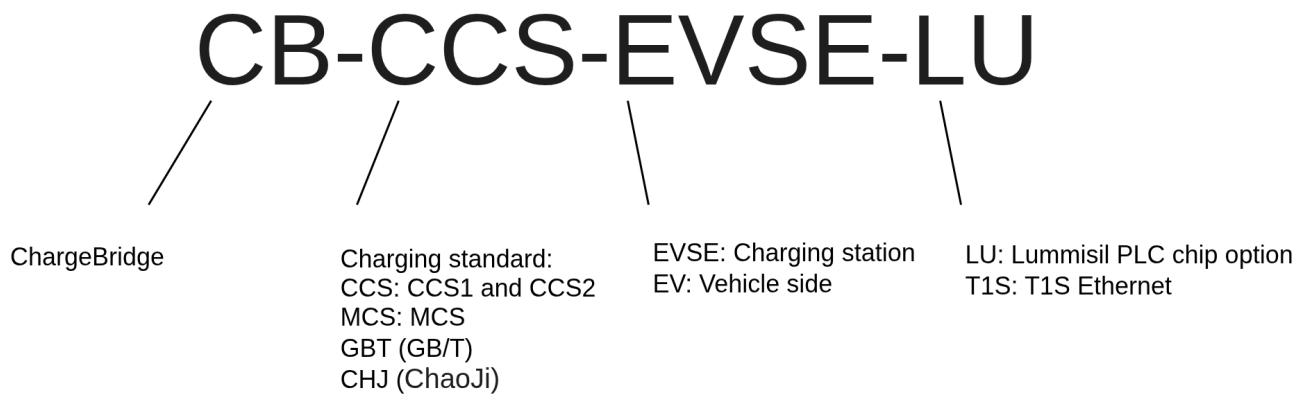 CB-CCS-EVSE-LU
ChargeBridge
Charging standard:
CCS: CCS1 and CCS2
MCS: MCS
GBT (GB/T)
CHJ (ChaoJi)
EVSE: Charging station
EV: Vehicle side
LU: Lummisil PLC chip option
T1S: T1S Ethernet